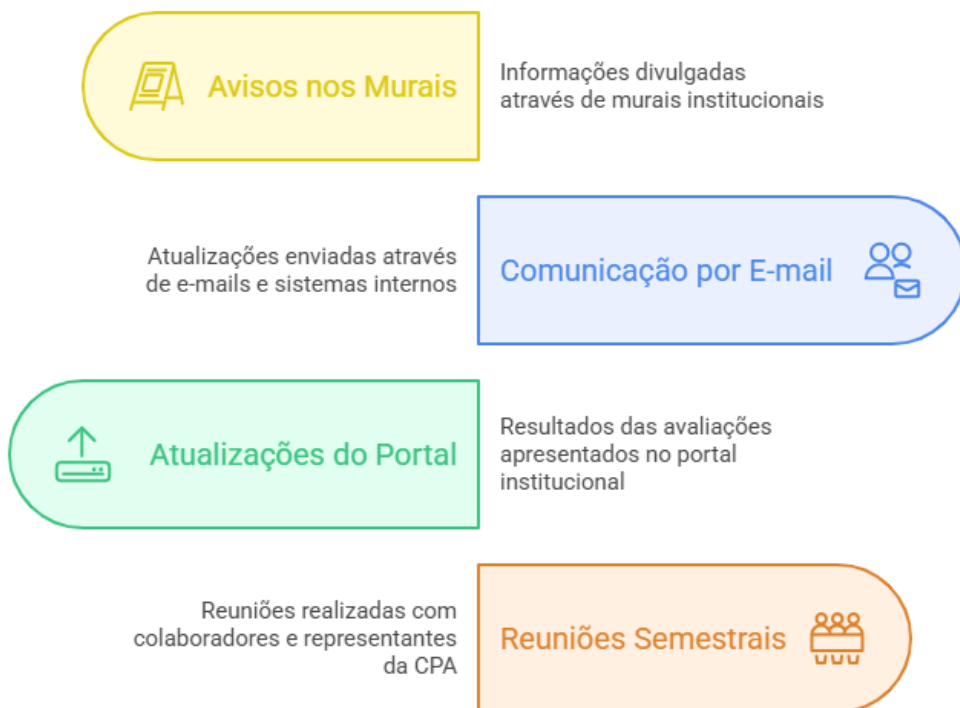 Avisos nos Murais
Informações divulgadas
através de murais institucionais
Atualizações enviadas através
de e-mails e sistemas internos
Comunicação por E-mail
Atualizações do Portal
Resultados das avaliações
apresentados no portal
institucional
Reuniões realizadas com
colaboradores e representantes
da CPA
Reuniões Semestrais